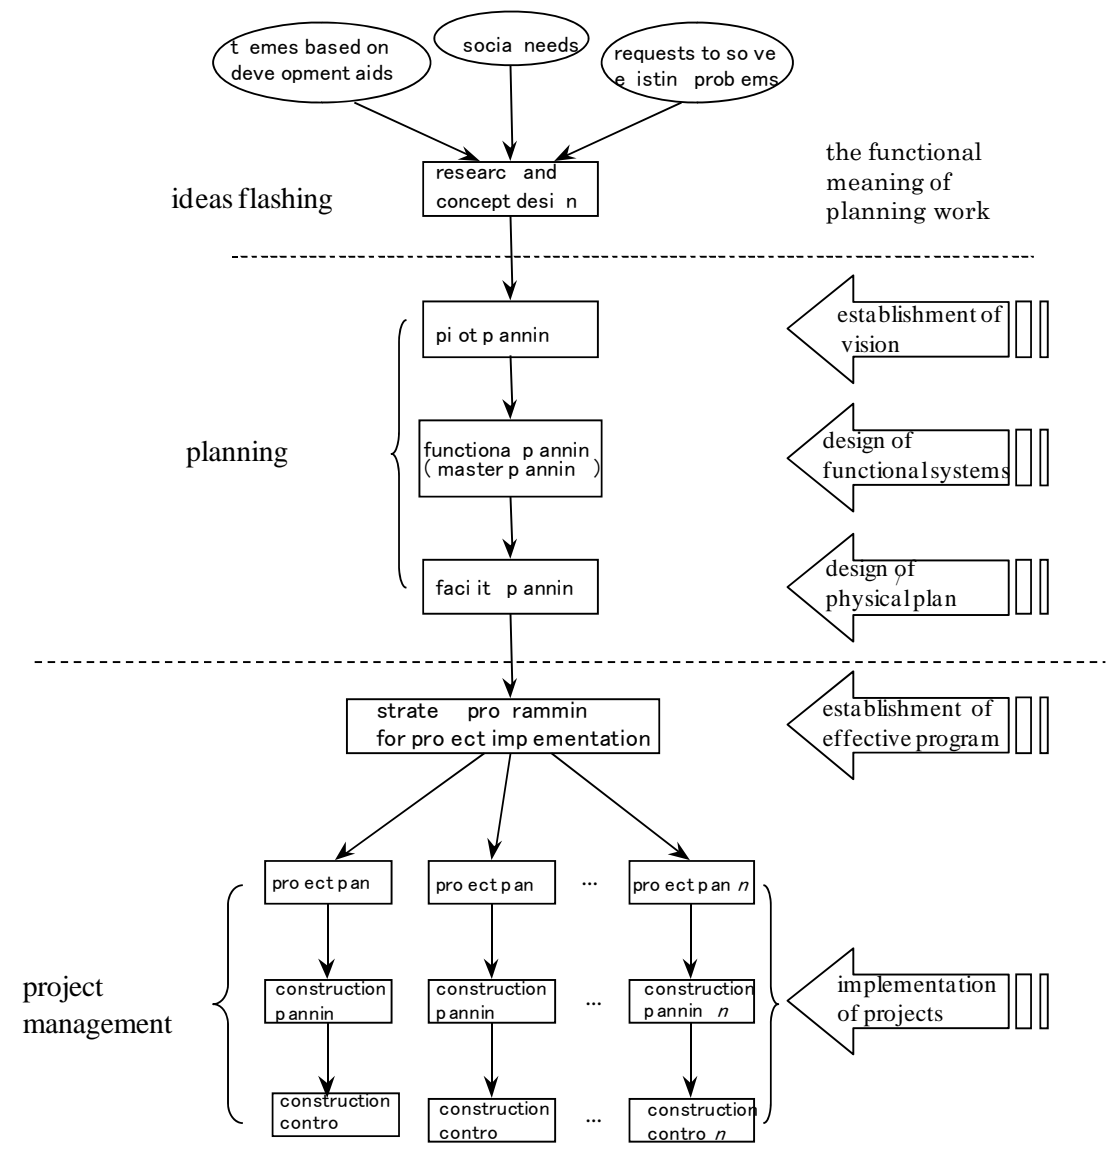 t emes based on
deve opment aids
socia needs
requests to so ve
e istin prob ems
researc and
concept desi n
ideas flashing
the functional
meaning of
planning work
pi ot p annin
establishment of
vision
planning
functiona p annin
( master p annin )
design of
functional systems
faci it p annin
design of
physical plan
strate pro rammin
for pro ect imp ementation
establishment of
effective program
pro ect p an
pro ect p an
...
pro ect p an n
project
management
construction
p annin
construction
p annin
...
construction
p annin n
implementation
of projects
construction
contro
construction
contro
...
construction
contro n